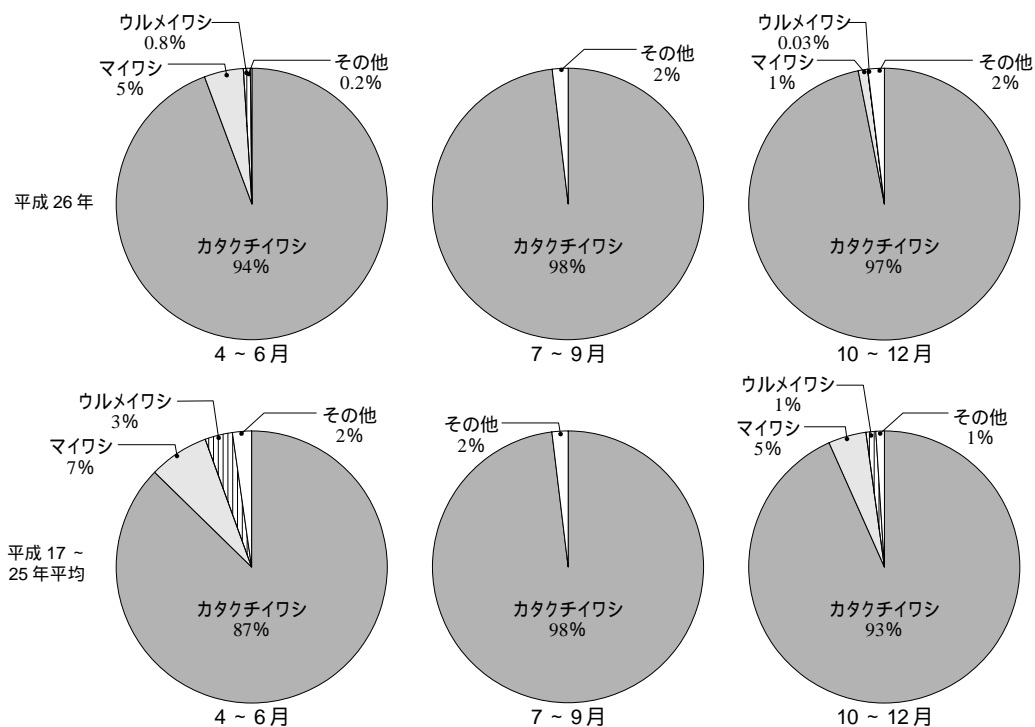 ウルメイワシ
0.8%
マイワシ
5%
その他
0.2%
平成 26 年
カタクチイワシ
94%
4 ~ 6 月
その他
2%
カタクチイワシ
98%
7 ~ 9 月
ウルメイワシ
0.03%
マイワシ
1%
その他
2%
カタクチイワシ
97%
10 ~ 12 月
ウルメイワシ
3%
マイワシ
7%
その他
2%
平成 17 ~
25 年平均
カタクチイワシ
87%
4 ~ 6 月
その他
2%
カタクチイワシ
98%
7 ~ 9 月
ウルメイワシ
1%
マイワシ
5%
その他
1%
カタクチイワシ
93%
10 ~ 12 月